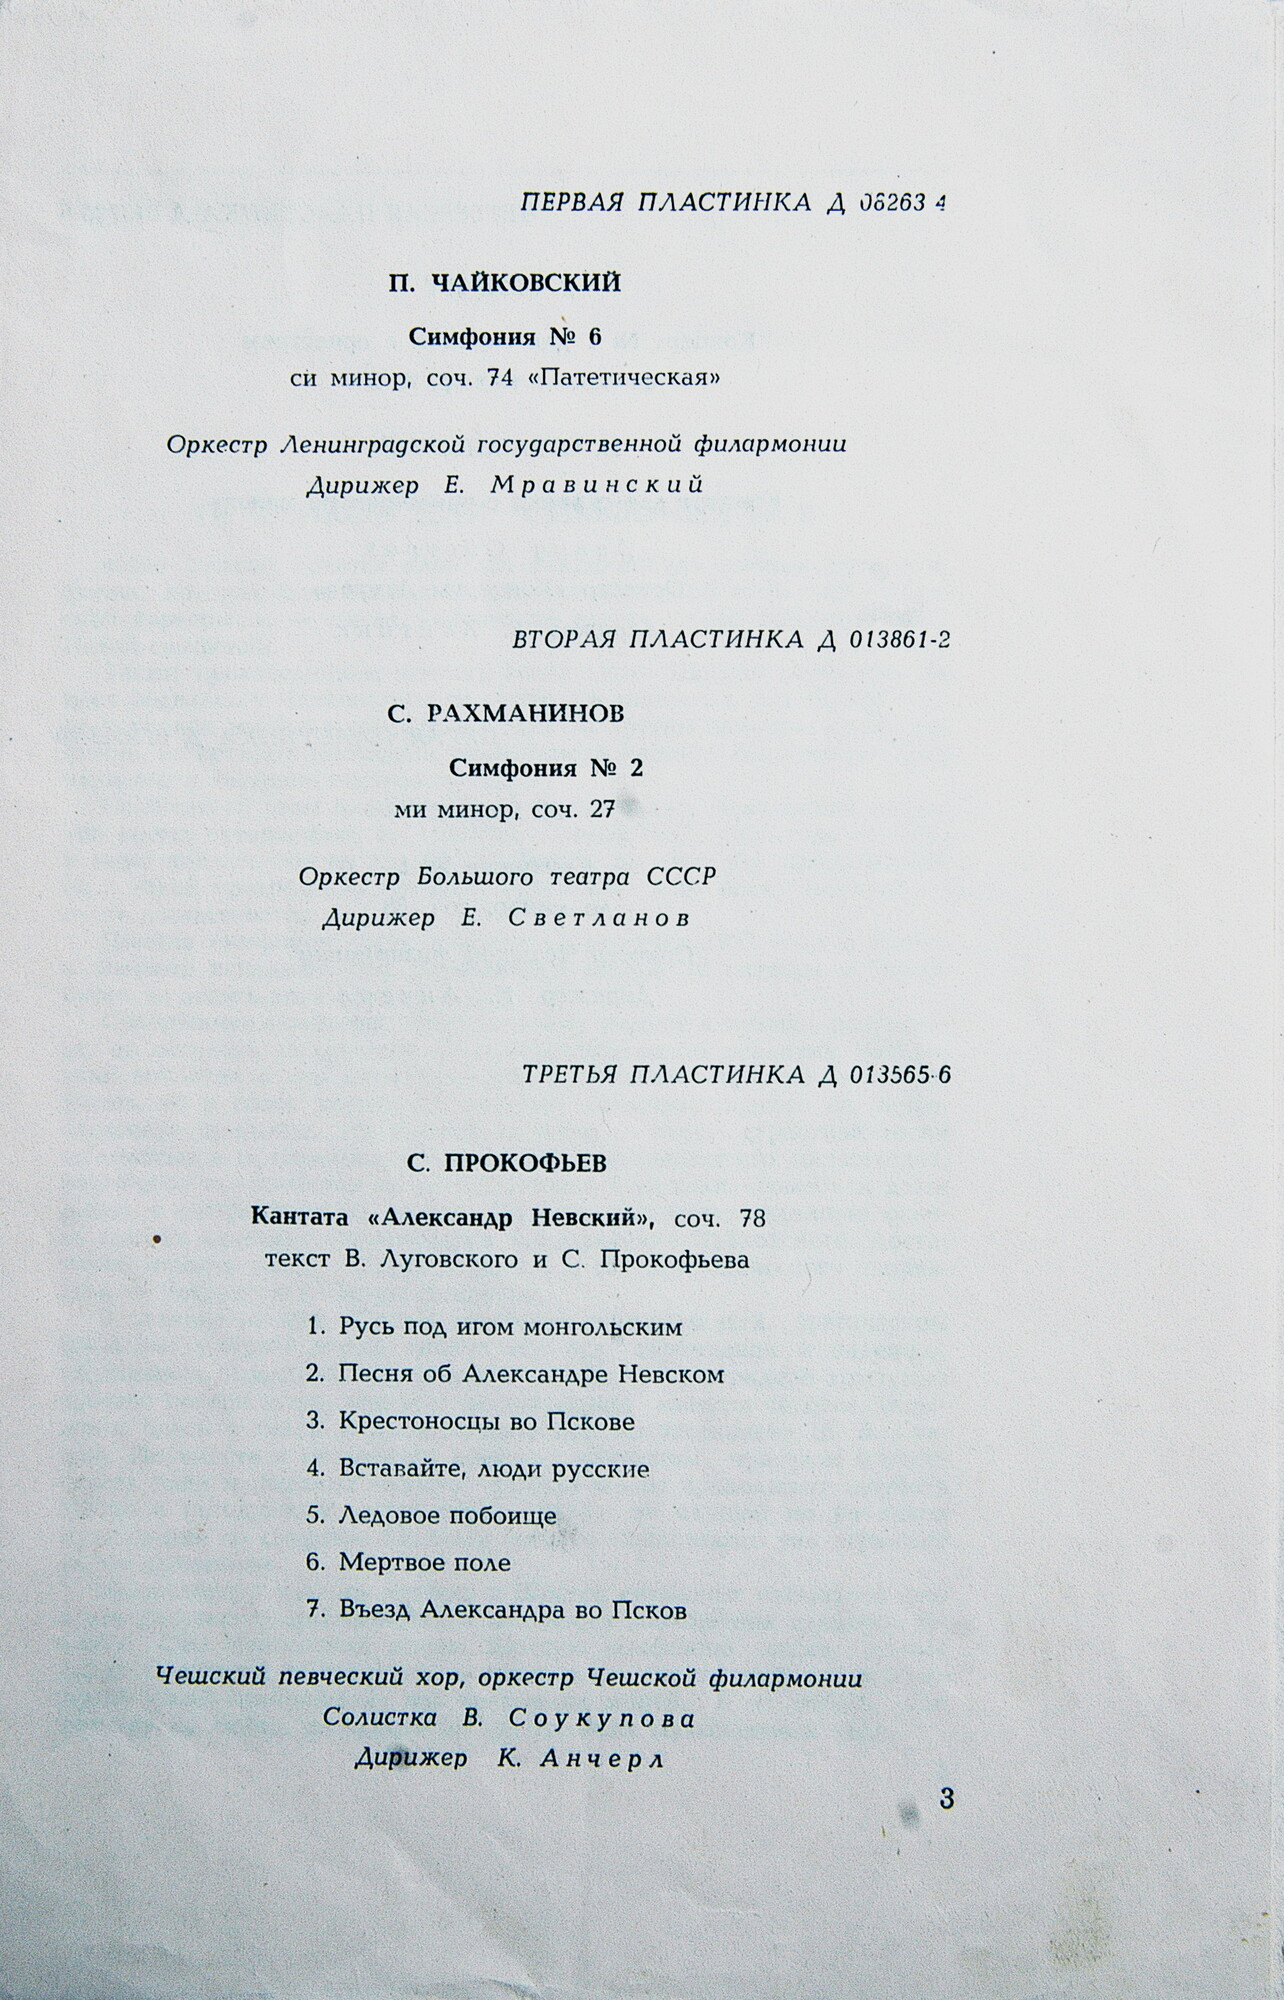 ПЕРВАЯ ПЛАСТИНКА Д 06263 4
П. ЧАЙКОВСКИЙ
Симфония № 6
си минор, соч. 74 «Патетическая»
Оркестр Ленинградской государственной филармонии
Дирижер Е. Мравинский
ВТОРАЯ ПЛАСТИНКА Д 013861-2
С. РАХМАНИНОВ
Симфония № 2
ми минор, соч. 27
Оркестр Большого театра СССР
Дирижер Е. Светланов
ТРЕТЬЯ ПЛАСТИНКА Д 013565-6
С. ПРОКОФЬЕВ
Кантата «Александр Невский», соч. 78
текст В. Луговского и С. Прокофьева
1. Русь под игом монгольским
2. Песня об Александре Невском
3. Крестоносцы во Пскове
4. Вставайте, люди русские
5. Ледовое побоище
6. Мертвое поле
7. Въезд Александра во Псков
Чешский певческий хор, оркестр Чешской филармонии
Солистка В. Соукупова
Дирижер К. Анчерл
3